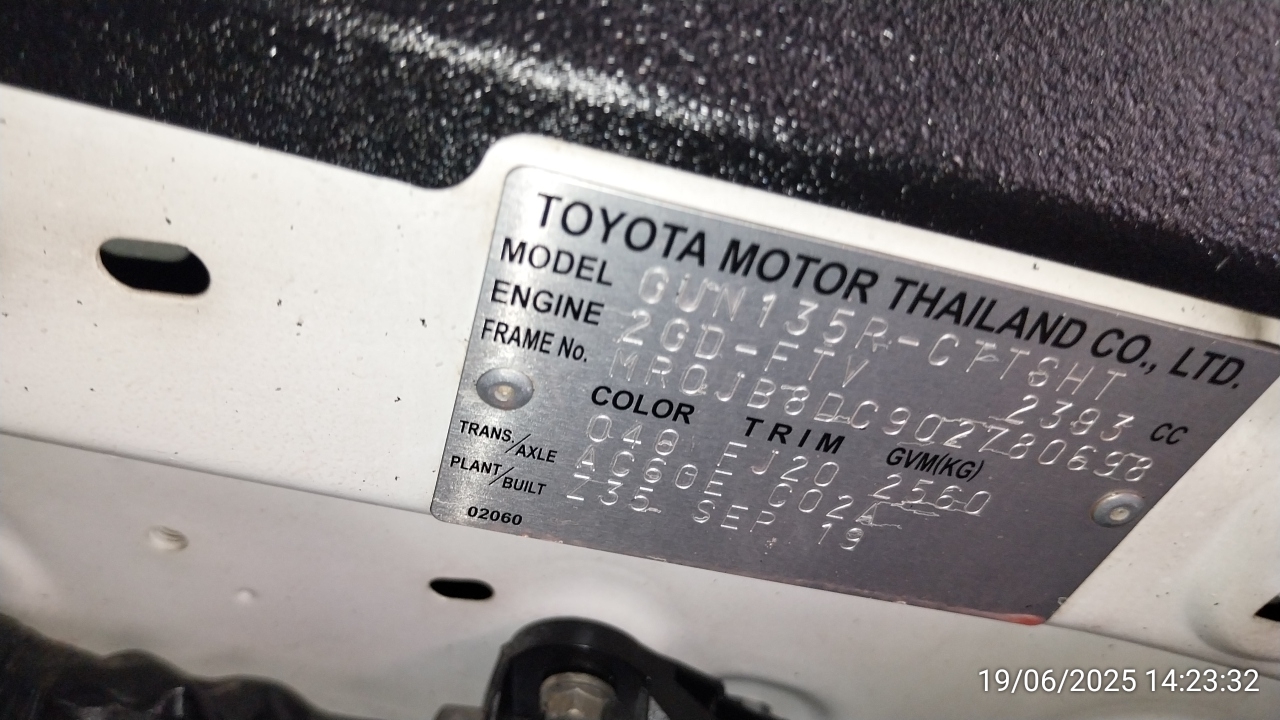 TOYOTA MOTOR THAILAND CO., LTD.
MODEL GUN135R-CTTSHT
ENGINE 2GD-FTV 2393 CC
FRAME No. MR0JB8DC902780698
COLOR TRIM GVM(KG)
040 FJ20 2560
TRANS/AXLE AC60E C02A
PLANT/BUILT Z35 SEP 19
02060
19/06/2025 14:23:32